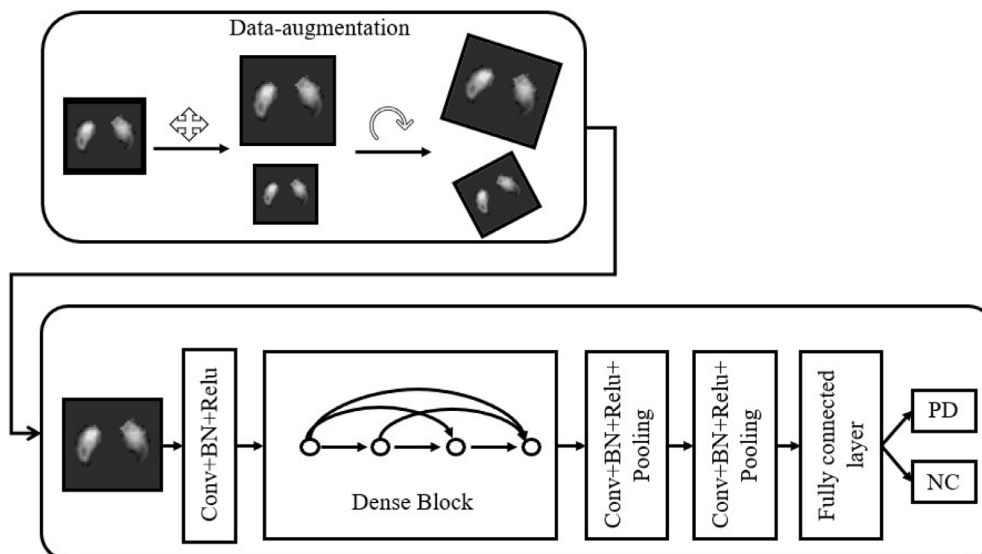 Data-augmentation
Conv+BN+Relu
Dense Block
Conv+BN+Relu+
Pooling
Conv+BN+Relu+
Pooling
Fully connected
layer
PD
NC